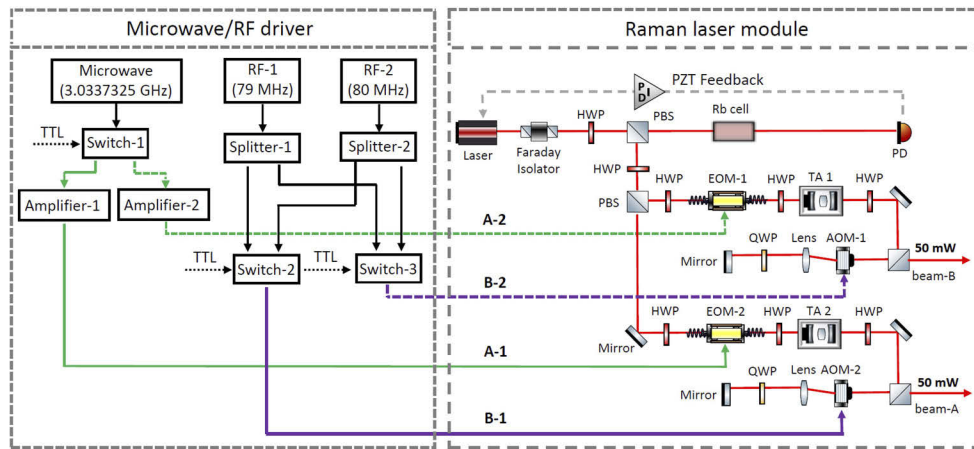 Microwave/RF driver
Microwave
(3.0337325 GHz)
RF-1
(79 MHz)
RF-2
(80 MHz)
TTL
Switch-1
Splitter-1
Splitter-2
Amplifier-1
Amplifier-2
TTL
Switch-2
TTL
Switch-3
A-2
B-2
A-1
B-1
Raman laser module
PID
PZT Feedback
Laser
Faraday
Isolator
HWP
PBS
Rb cell
PD
HWP
PBS
HWP
EOM-1
HWP
TA 1
HWP
Mirror
QWP
Lens
AOM-1
50 mW
beam-B
Mirror
HWP
EOM-2
HWP
TA 2
HWP
Mirror
QWP
Lens
AOM-2
50 mW
beam-A